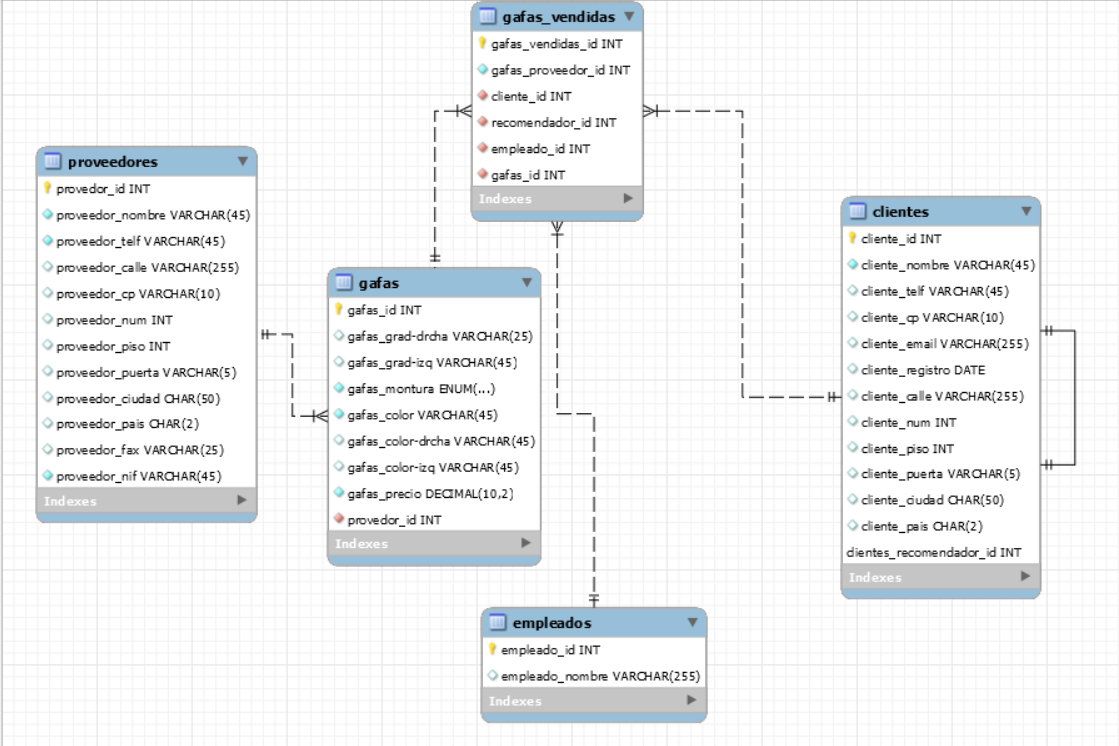 gafas_vendidas
gafas_vendidas_id INT
gafas_proveedor_id INT
cliente_id INT
recomendador_id INT
empleado_id INT
gafas_id INT
Indexes
proveedores
provedor_id INT
proveedor_nombre VARCHAR(45)
proveedor_telf VARCHAR(45)
proveedor_calle VARCHAR(255)
proveedor_cp VARCHAR(10)
proveedor_num INT
proveedor_piso INT
proveedor_puerta VARCHAR(5)
proveedor_ciudad CHAR(50)
proveedor_pais CHAR(2)
proveedor_fax VARCHAR(25)
proveedor_nif VARCHAR(45)
Indexes
gafas
gafas_id INT
gafas_grad-drcha VARCHAR(25)
gafas_grad-izq VARCHAR(45)
gafas_montura ENUM(...)
gafas_color VARCHAR(45)
gafas_color-drcha VARCHAR(45)
gafas_color-izq VARCHAR(45)
gafas_precio DECIMAL(10,2)
provedor_id INT
Indexes
clientes
cliente_id INT
cliente_nombre VARCHAR(45)
cliente_telf VARCHAR(45)
cliente_cp VARCHAR(10)
cliente_email VARCHAR(255)
cliente_registro DATE
cliente_calle VARCHAR(255)
cliente_num INT
cliente_piso INT
cliente_puerta VARCHAR(5)
cliente_ciudad CHAR(50)
cliente_pais CHAR(2)
clientes_recomendador_id INT
Indexes
empleados
empleado_id INT
empleado_nombre VARCHAR(255)
Indexes